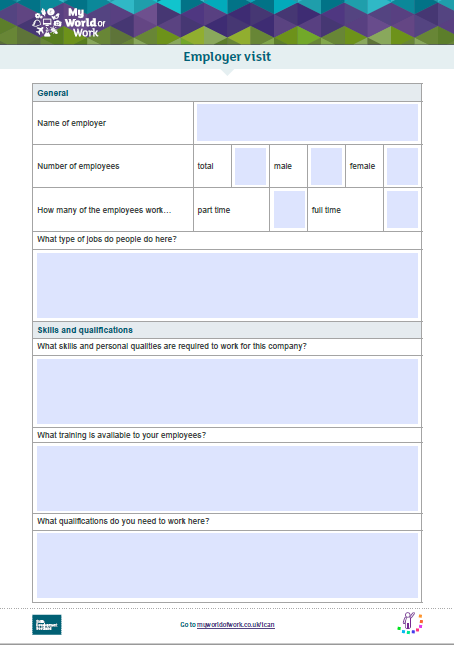 My
World of
Work
Employer visit
General
Name of employer
Number of employees
total
male
female
How many of the employees work...
part time
full time
What type of jobs do people do here?
Skills and qualifications
What skills and personal qualities are required to work for this company?
What training is available to your employees?
What qualifications do you need to work here?
Skills
Development
Scotland
Go to myworldofwork.co.uk/ican